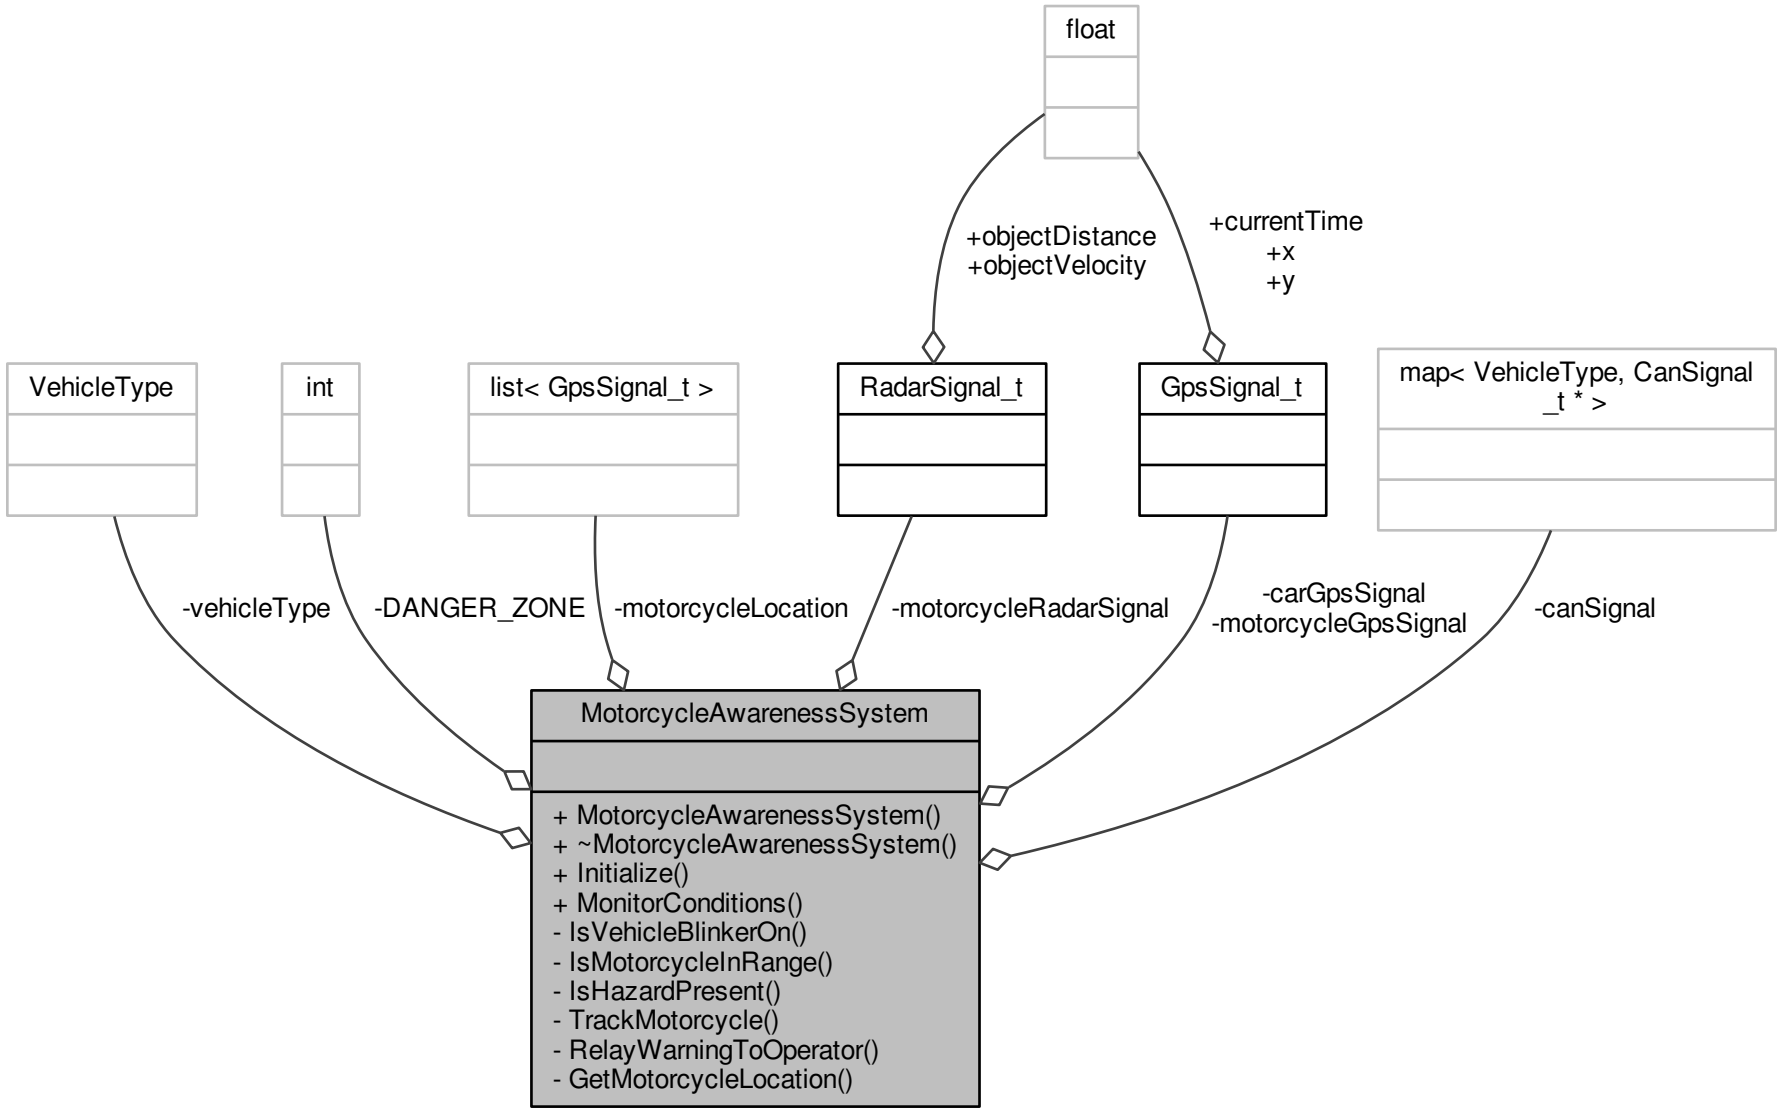 float
+objectDistance
+objectVelocity
+currentTime
+x
+y
VehicleType
int
list< GpsSignal_t >
RadarSignal_t
GpsSignal_t
map< VehicleType, CanSignal
_t * >
-vehicleType
-DANGER_ZONE
-motorcycleLocation
-motorcycleRadarSignal
-carGpsSignal
-motorcycleGpsSignal
-canSignal
MotorcycleAwarenessSystem
+ MotorcycleAwarenessSystem()
+ ~MotorcycleAwarenessSystem()
+ Initialize()
+ MonitorConditions()
- IsVehicleBlinkerOn()
- IsMotorcycleInRange()
- IsHazardPresent()
- TrackMotorcycle()
- RelayWarningToOperator()
- GetMotorcycleLocation()